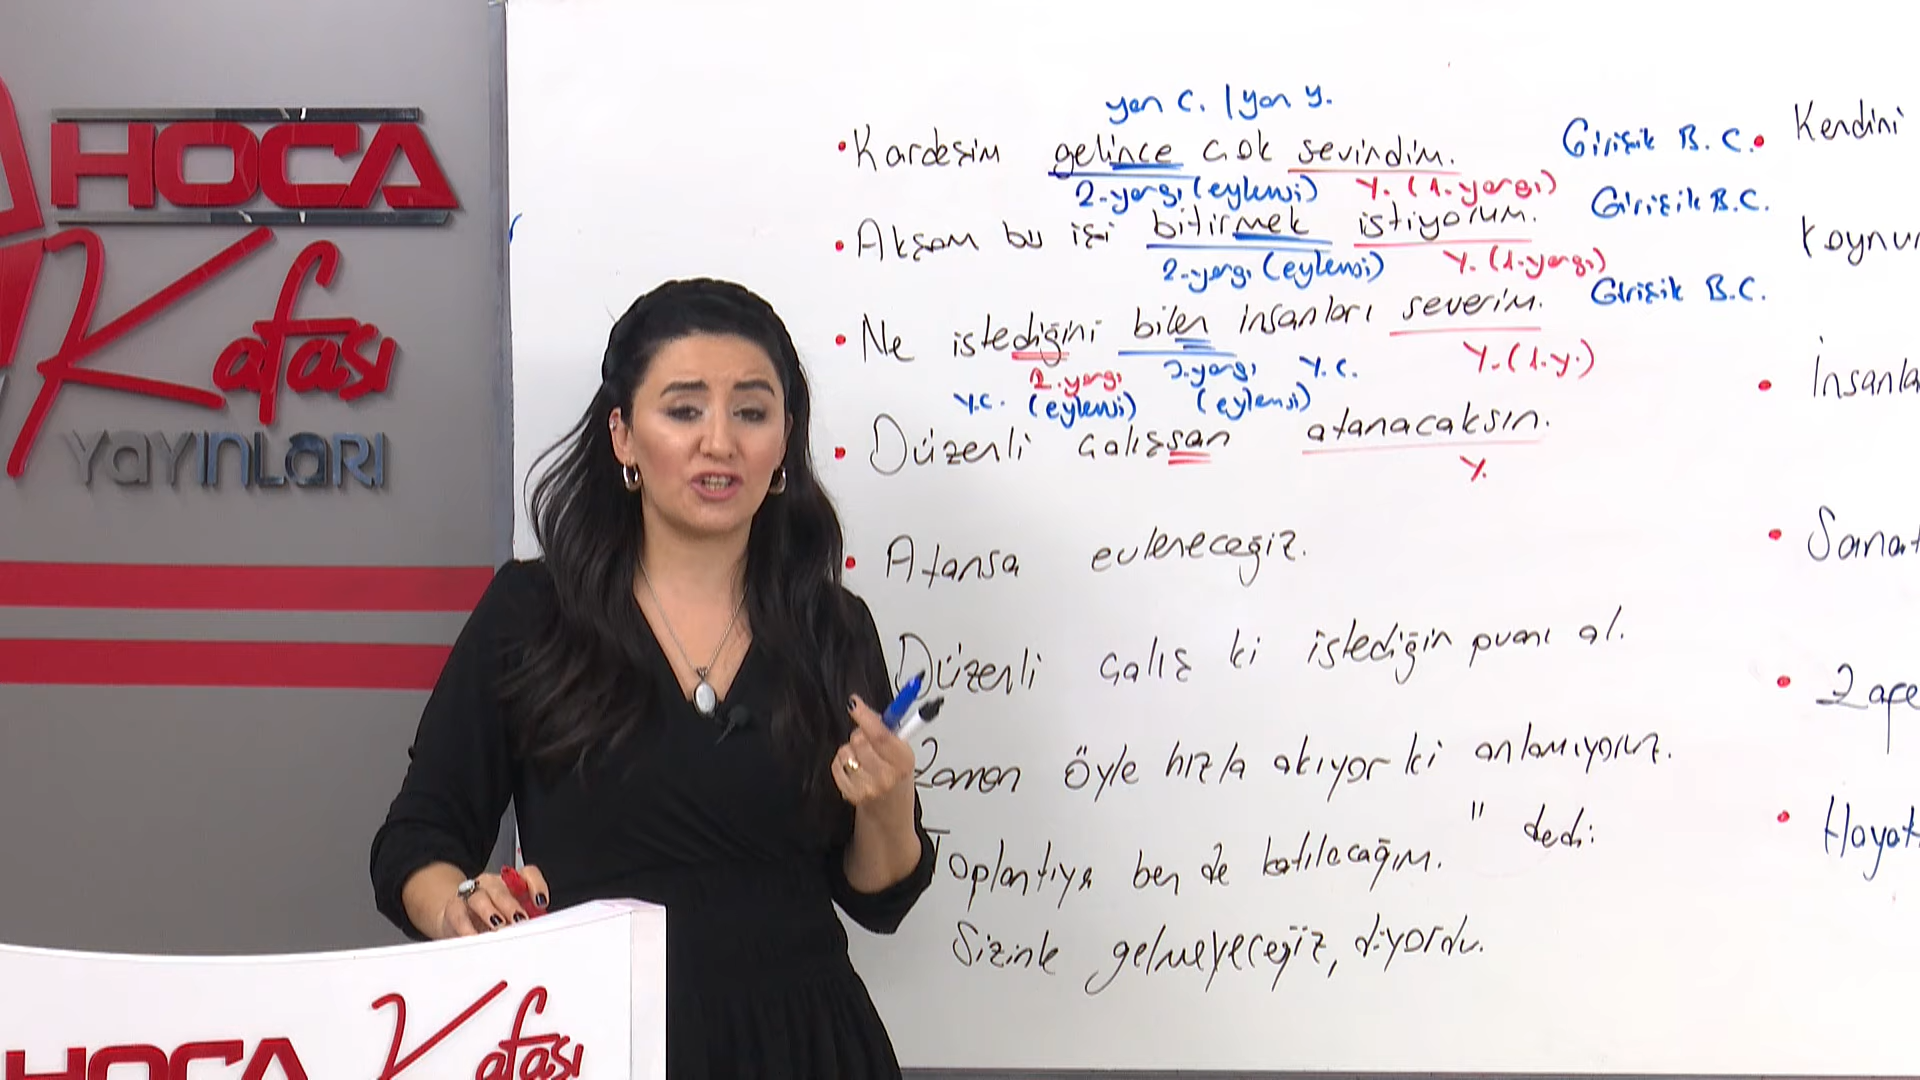 HOCA
Kafası
YAYINLARI
yan C. | yan y.
• Kardeşim gelince çok sevindim. Girişik B.C.
2. yargı (eylemsi) Y. (1. yargı)
• Akşam bu işi bitirmek istiyorum. Girişik B.C.
2. yargı (eylemsi) Y. (1. yargı)
• Ne istediğini bilen insanları severim. Girişik B.C.
2. yargı (eylemsi) Y.C. Y. (1. y.)
Y.C. (eylemsi)
• Düzenli çalışsan atanacaksın.
Y.
• Atansa evleneceğiz.
Düzenli çalış ki istediğin puanı al.
Zaman öyle hızla akıyor ki anlamıyoruz.
Toplantıya ben de katılacağım. " dedi.
Sizinle gelmeyeceğiz, diyordu.
• Kendini
Koynun
• İnsanla
• Sanat
• Zafe
• Hayat
HOCA
Kafası